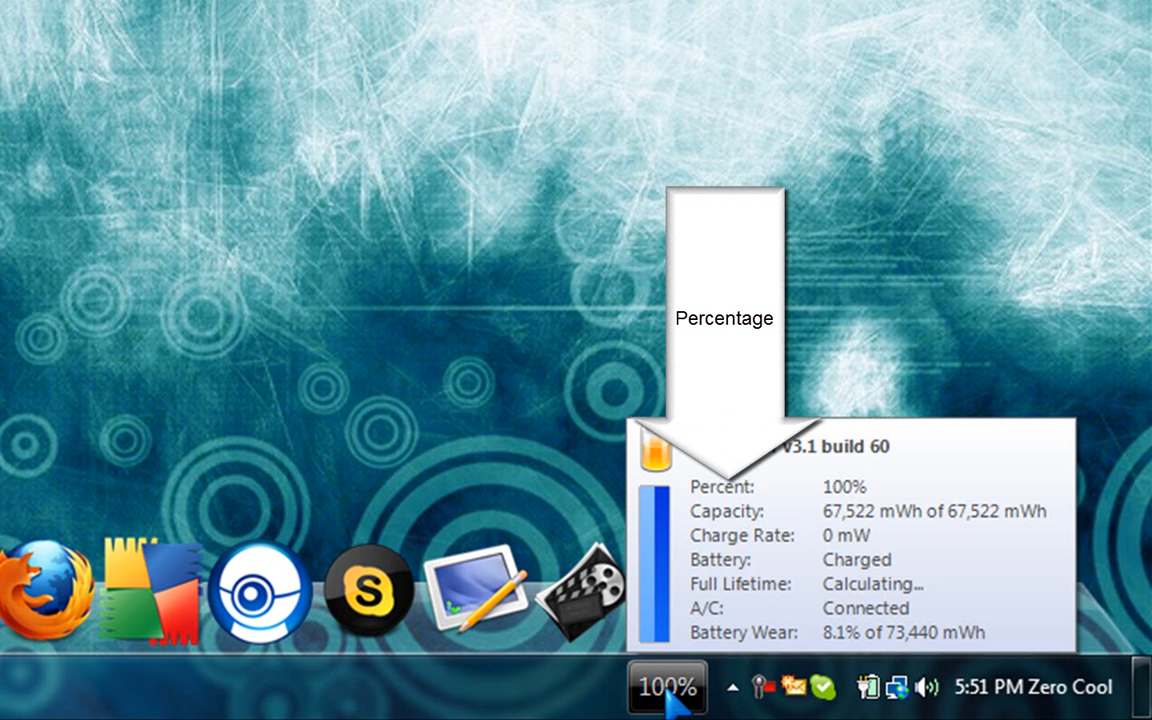 Percentage
v3.1 build 60
Percent: 100%
Capacity: 67,522 mWh of 67,522 mWh
Charge Rate: 0 mW
Battery: Charged
Full Lifetime: Calculating...
A/C: Connected
Battery Wear: 8.1% of 73,440 mWh
S
100% 5:51 PM Zero Cool